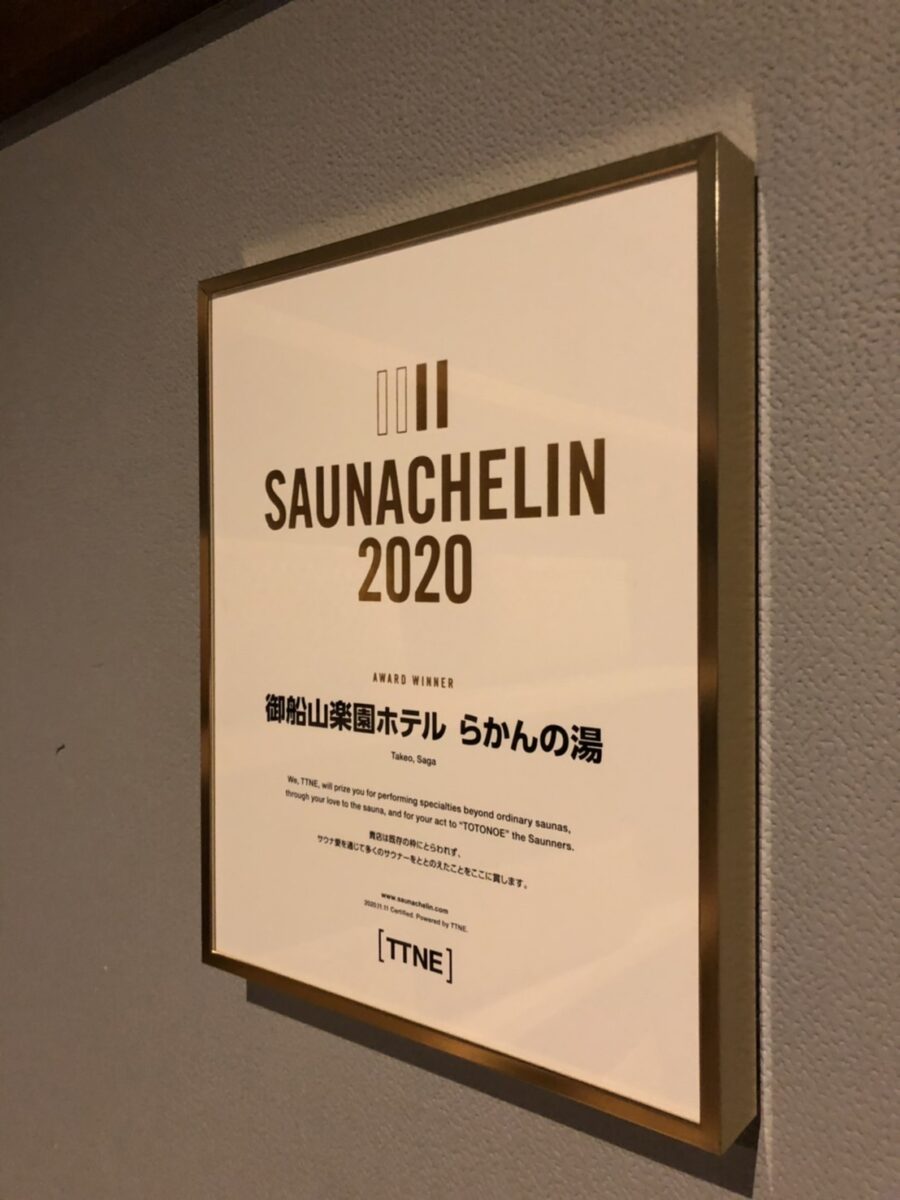 SAUNACHELIN
2020
AWARD WINNER
御船山楽園ホテル らかんの湯
Takeo, Saga
We, TTNE, will prize you for performing specialties beyond ordinary saunas,
through your love to the sauna, and for your act to "TOTONOE" the Saunners.
貴店は既存の枠にとらわれず、
サウナ愛を通じて多くのサウナーをととのえたことをここに賞します。
www.saunachelin.com
2020.11.11 Certified. Powered by TTNE.
[TTNE]